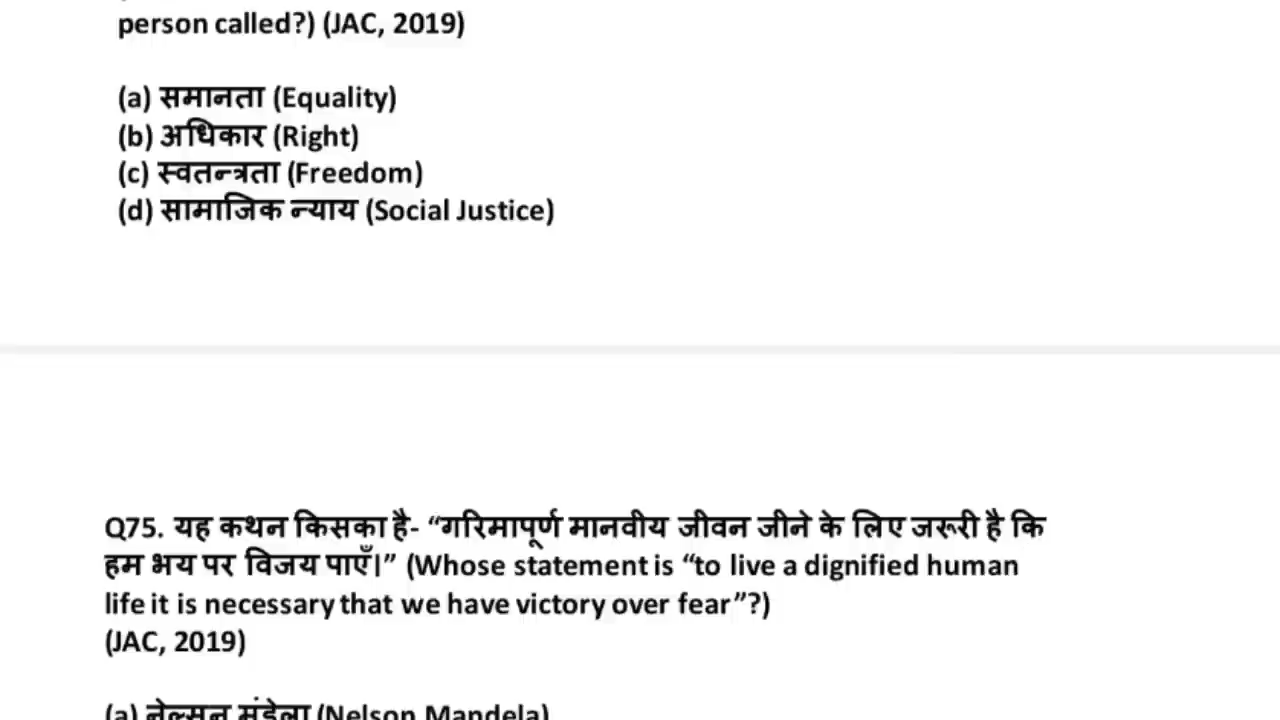 person called?) (JAC, 2019)
(a) समानता (Equality)
(b) अधिकार (Right)
(c) स्वतन्त्रता (Freedom)
(d) सामाजिक न्याय (Social Justice)
Q75. यह कथन किसका है- “गरिमापूर्ण मानवीय जीवन जीने के लिए जरूरी है कि
हम भय पर विजय पाएँ।” (Whose statement is “to live a dignified human
life it is necessary that we have victory over fear”?)
(JAC, 2019)
(a) नेल्सन मंडेला (Nelson Mandela)